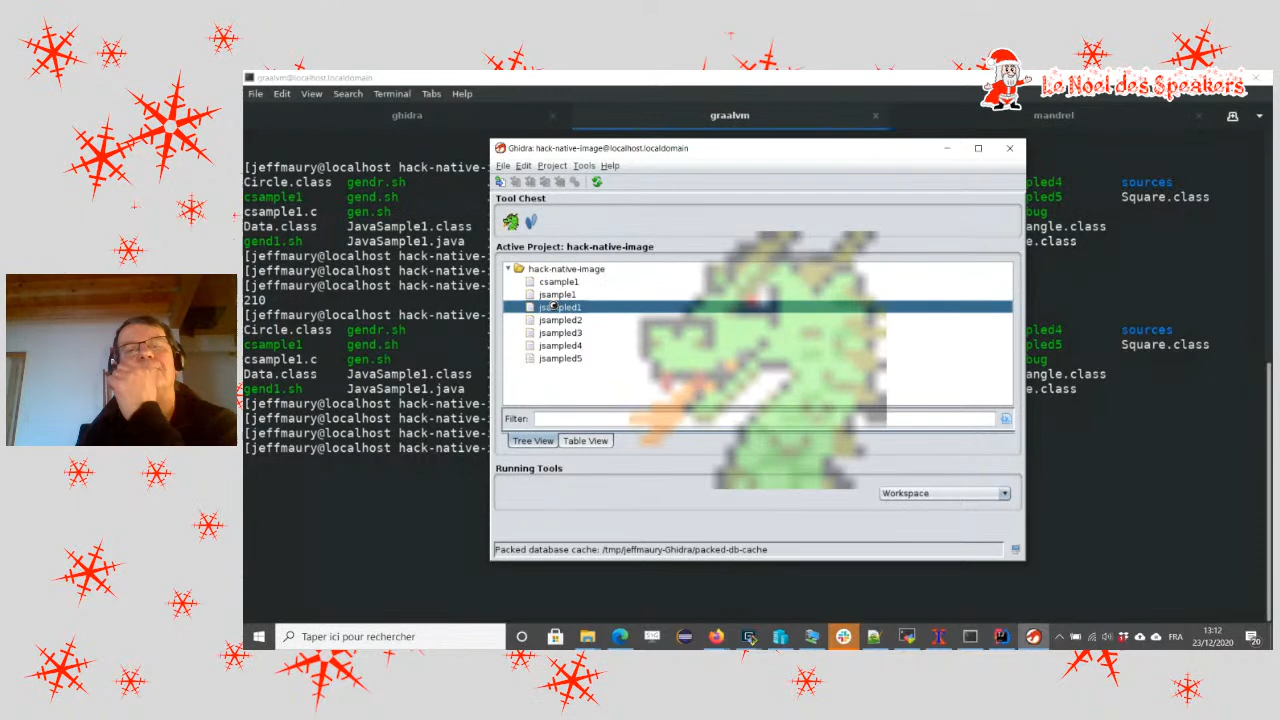 graalvm@localhost.localdomain
Le Noël des Speakers
File Edit View Search Terminal Tabs Help
ghidra
graalvm
mandrel
Ghidra: hack-native-image@localhost.localdomain
File Edit Project Tools Help
Tool Chest
Active Project: hack-native-image
hack-native-image
csample1
jsample1
jsampled1
jsampled2
jsampled3
jsampled4
jsampled5
Filter:
Tree View Table View
Running Tools
Workspace
Packed database cache: /tmp/jeffmaury-Ghidra/packed-db-cache
[jeffmaury@localhost hack-native-
Circle.class gendr.sh
csample1 gend.sh
csample1.c gen.sh
Data.class JavaSample1.class
gend1.sh JavaSample1.java
[jeffmaury@localhost hack-native-
[jeffmaury@localhost hack-native-
[jeffmaury@localhost hack-native-
210
[jeffmaury@localhost hack-native-
Circle.class gendr.sh
csample1 gend.sh
csample1.c gen.sh
Data.class JavaSample1.class
gend1.sh JavaSample1.java
[jeffmaury@localhost hack-native-
[jeffmaury@localhost hack-native-
[jeffmaury@localhost hack-native-
[jeffmaury@localhost hack-native-
pled4 sources
pled5 Square.class
bug
angle.class
e.class
pled4 sources
pled5 Square.class
bug
angle.class
e.class
Taper ici pour rechercher
FRA
13:12
23/12/2020
20